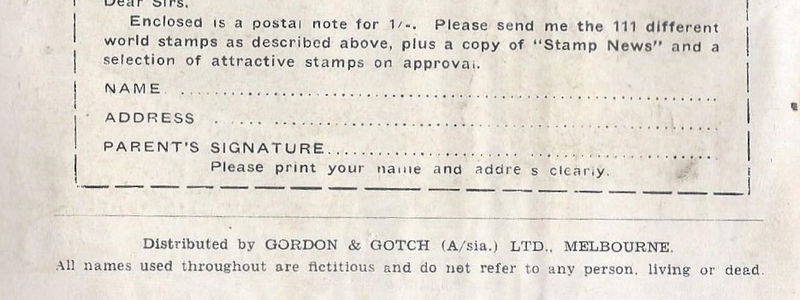 Dear Sirs,
Enclosed is a postal note for 1/-. Please send me the 111 different
world stamps as described above, plus a copy of "Stamp News" and a
selection of attractive stamps on approval.
NAME
ADDRESS
PARENT'S SIGNATURE
Please print your name and addre s clearly.
Distributed by GORDON & GOTCH (A/sia.) LTD., MELBOURNE.
All names used throughout are fictitious and do not refer to any person, living or dead.